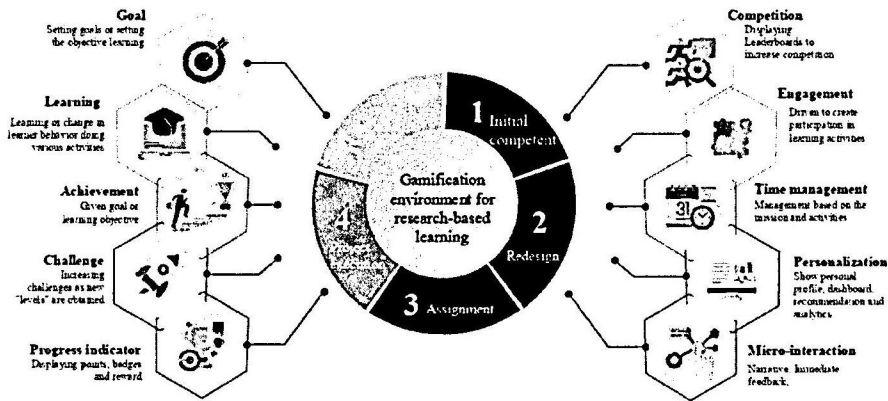 Goal
Setting goals or setting
the objective learning
Learning
Learning or change in
learner behavior doing
various activities
Achievement
Given goal or
learning objective
Challenge
Increasing
challenges as new
"levels" are obtained
Progress indicator
Displaying points, badges
and reward
1 Initial
competent
2
Redesign
3 Assignment
4
Gamification
environment for
research-based
learning
Competition
Displaying
Leaderboards to
increase competition
Engagement
Driven to create
participation in
learning activities
Time management
Management based on the
mission and activities
31
Personalization
Show personal
profile, dashboard,
recommendation and
analytics
Micro-interaction
Narrative, Immediate
feedback.